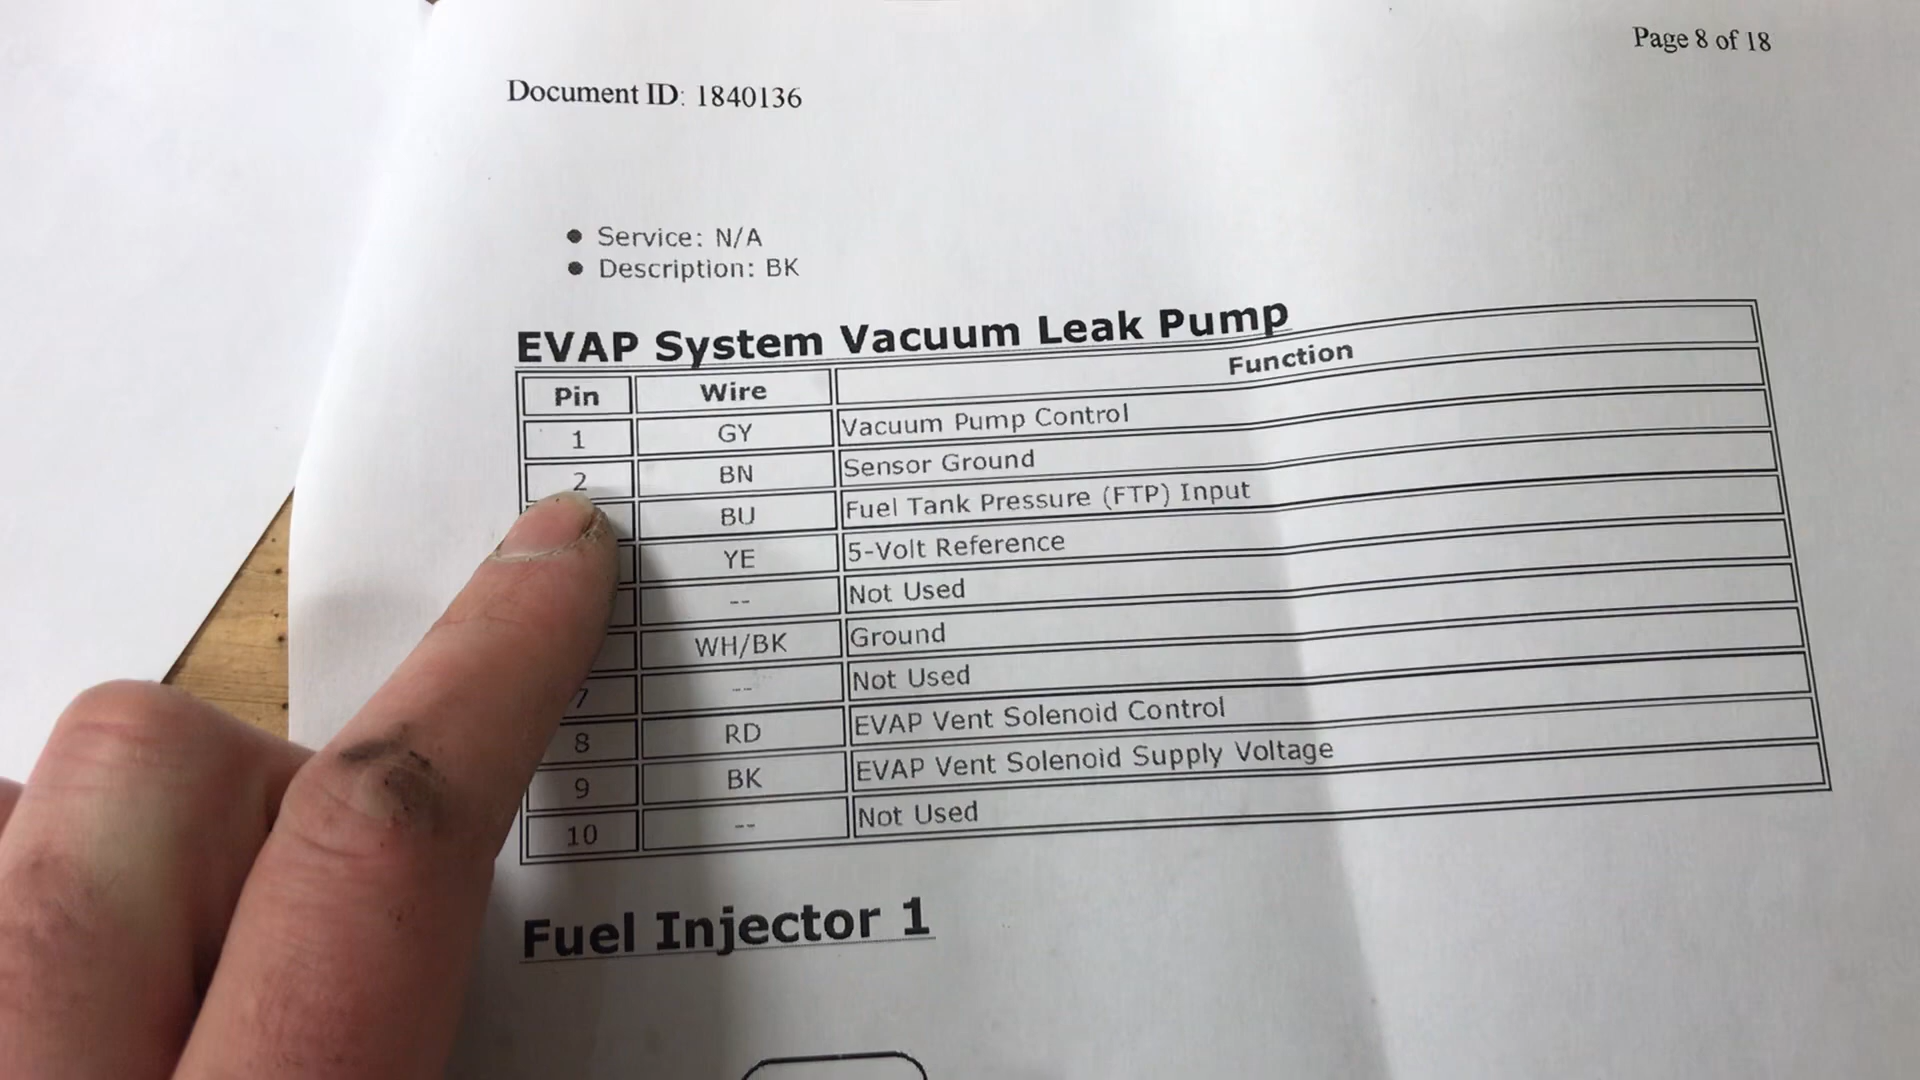 Page 8 of 18
Document ID: 1840136
● Service: N/A
● Description: BK
EVAP System Vacuum Leak Pump
Pin Wire Function
1 GY Vacuum Pump Control
2 BN Sensor Ground
BU Fuel Tank Pressure (FTP) Input
YE 5-Volt Reference
-- Not Used
WH/BK Ground
7 -- Not Used
8 RD EVAP Vent Solenoid Control
9 BK EVAP Vent Solenoid Supply Voltage
10 -- Not Used
Fuel Injector 1